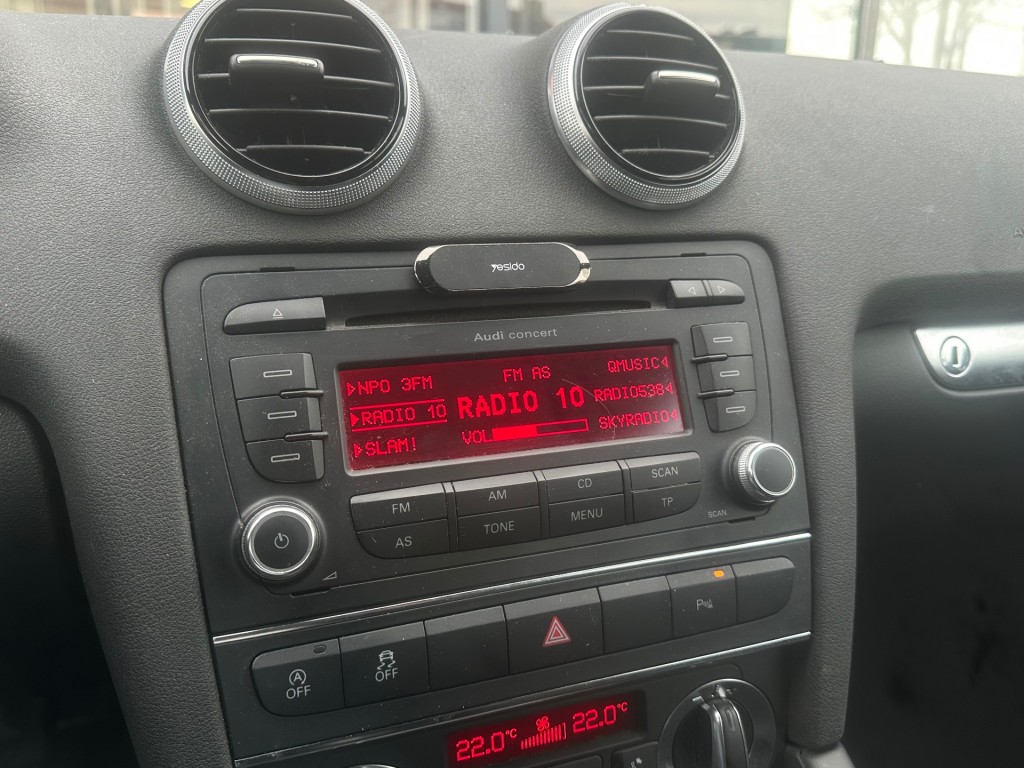 yesido
Audi concert
NPO 3FM
FM AS
QMUSIC
RADIO 10
RADIO 10
RADIO538
SLAM!
VOL
SKYRADIO
FM
AM
CD
SCAN
AS
TONE
MENU
TP
SCAN
A
OFF
OFF
P
22.0°C
22.0°C